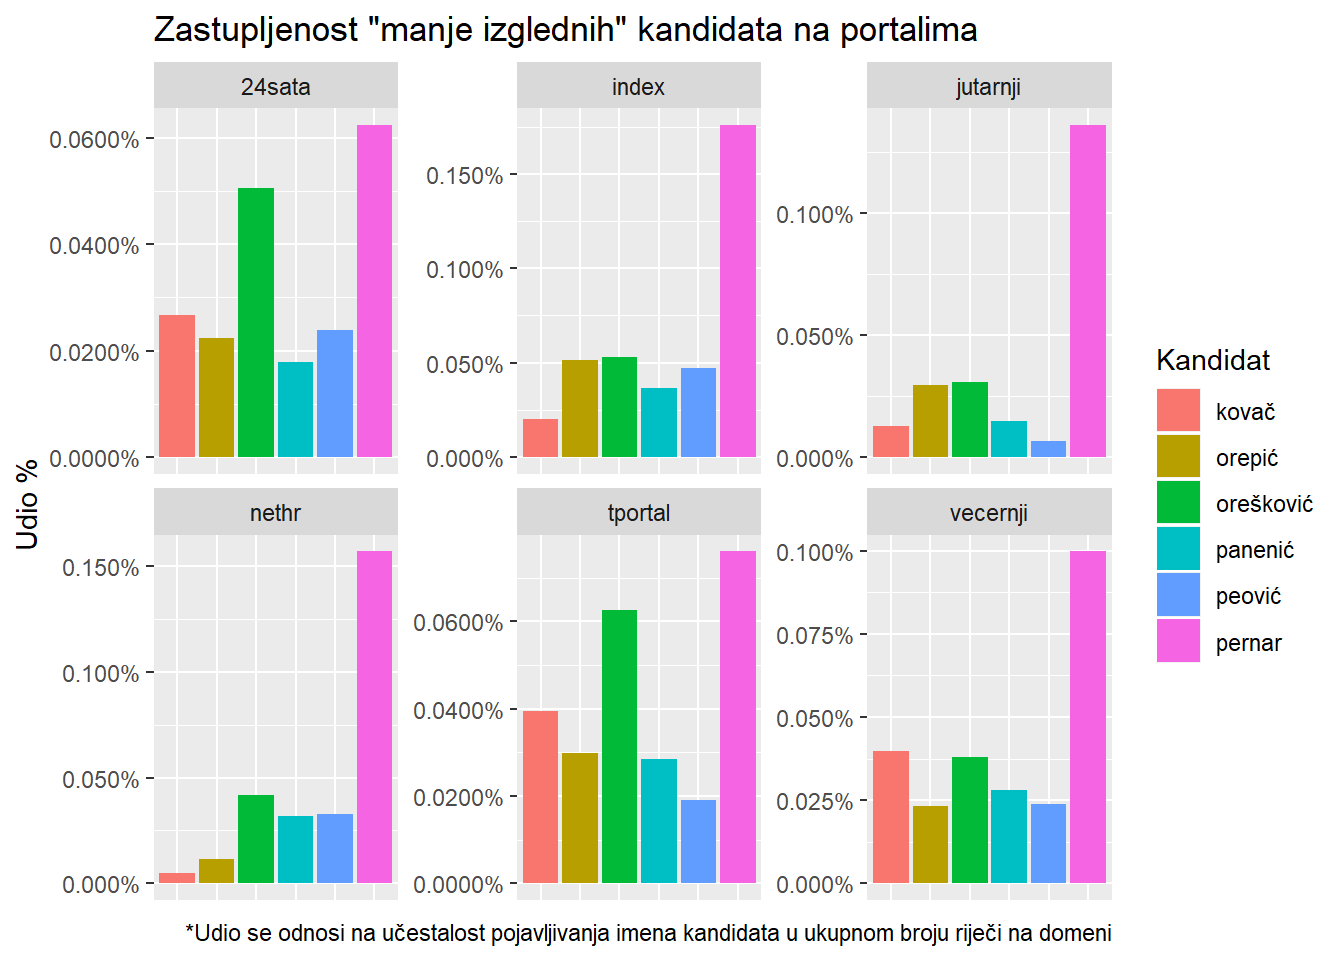 Zastupljenost "manje izglednih" kandidata na portalima
24sata
index
jutarnji
0.0600%
0.0400%
0.0200%
0.0000%
0.150%
0.100%
0.050%
0.000%
0.100%
0.050%
0.000%
Udio %
nethr
tportal
vecernji
0.150%
0.100%
0.050%
0.000%
0.0600%
0.0400%
0.0200%
0.0000%
0.100%
0.075%
0.050%
0.025%
0.000%
Kandidat
kovač
orepić
orešković
panenić
peović
pernar
*Udio se odnosi na učestalost pojavljivanja imena kandidata u ukupnom broju riječi na domeni